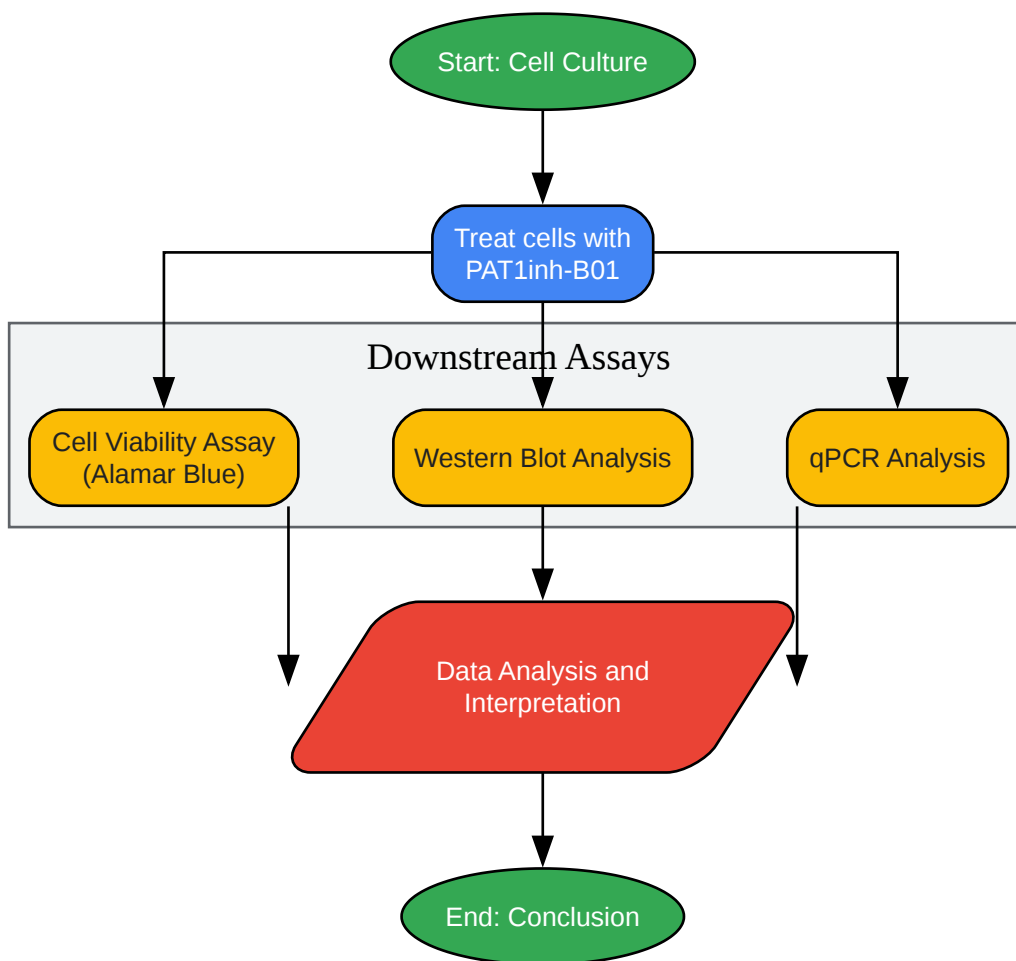 Start: Cell Culture
Treat cells with
PAT1inh-B01
Downstream Assays
Cell Viability Assay
(Alamar Blue)
Western Blot Analysis
qPCR Analysis
Data Analysis and
Interpretation
End: Conclusion